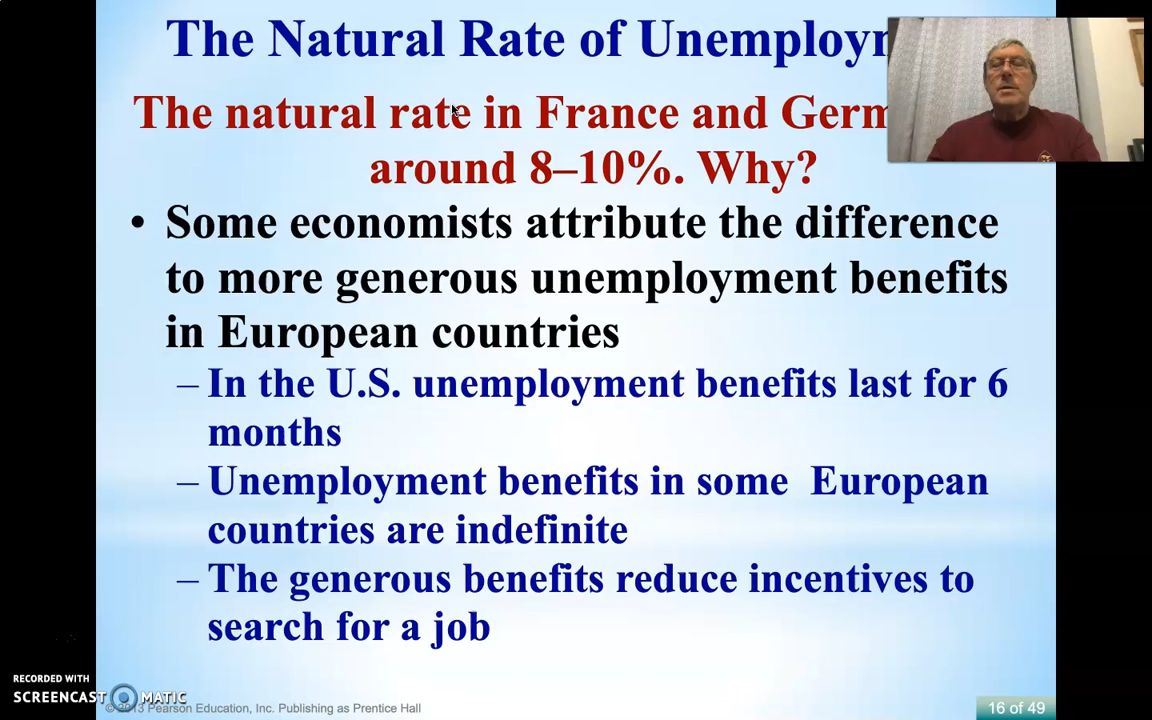 The Natural Rate of
The natural rate in France and
around 8–10%. Why?
• Some economists attribute the difference
to more generous unemployment benefits
in European countries
– In the U.S. unemployment benefits last for 6
months
– Unemployment benefits in some European
countries are indefinite
– The generous benefits reduce incentives to
search for a job
RECORDED WITH
SCREENCAST MATIC
2013 Pearson Education, Inc. Publishing as Prentice Hall
16 of 49